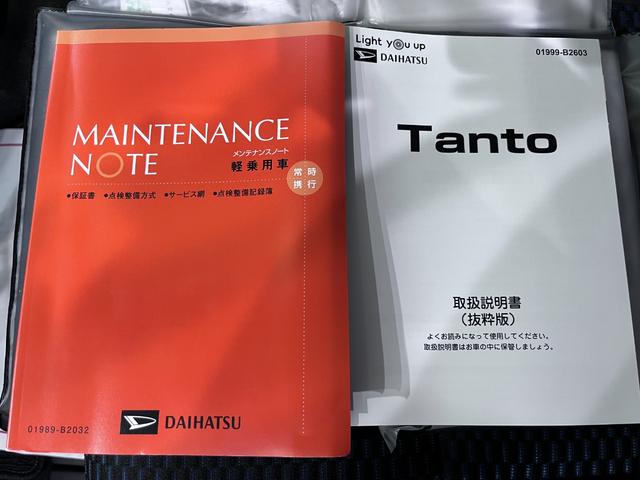 MAINTENANCE
NOTE
メンテナンスノート
軽乗用車
常時
携行
●保証書 ●点検整備方式 ●サービス網 ●点検整備記録簿
01989-B2032
DAIHATSU
Light you up
DAIHATSU
01999-B2603
Tanto
取扱説明書
（抜粋版）
よくお読みになって使用してください。
取扱説明書はお車の中に保管しましょう。